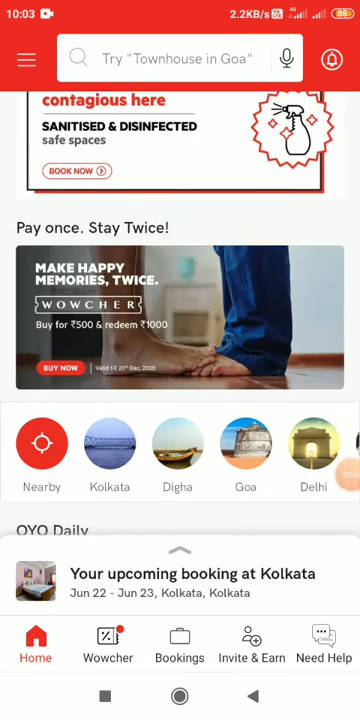 10:03
2.2KB/s
4G
85
Try "Townhouse in Goa"
contagious here
SANITISED & DISINFECTED
safe spaces
BOOK NOW
Pay once. Stay Twice!
MAKE HAPPY
MEMORIES, TWICE.
WOWCHER
Buy for ₹500 & redeem ₹1000
BUY NOW Valid till 20th Dec, 2020
Nearby Kolkata Digha Goa Delhi
OYO Daily
Your upcoming booking at Kolkata
Jun 22 - Jun 23, Kolkata, Kolkata
Home Wowcher Bookings Invite & Earn Need Help